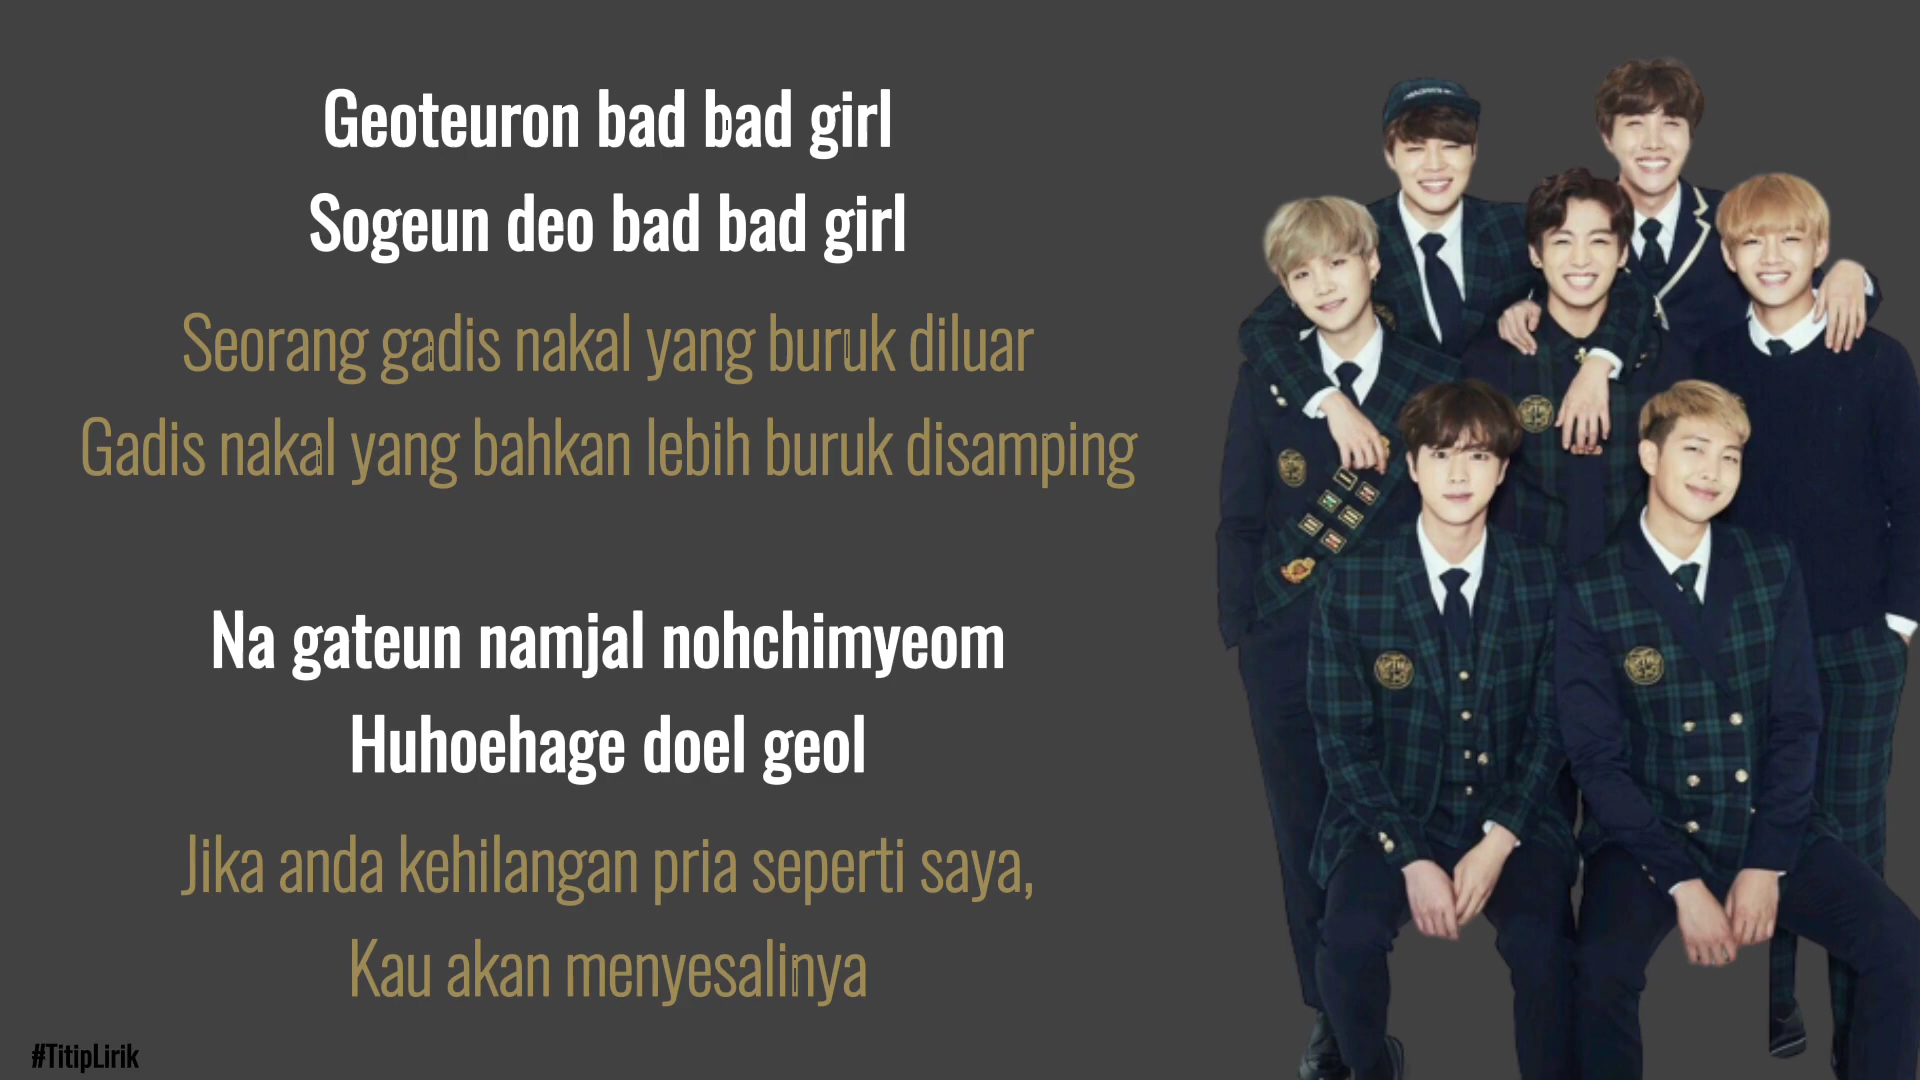 Geoteuron bad bad girl
Sogeun deo bad bad girl
Seorang gadis nakal yang buruk diluar
Gadis nakal yang bahkan lebih buruk disamping
Na gateun namjal nohchimyeom
Huhoehage doel geol
Jika anda kehilangan pria seperti saya,
Kau akan menyesalinya
#TitipLirik